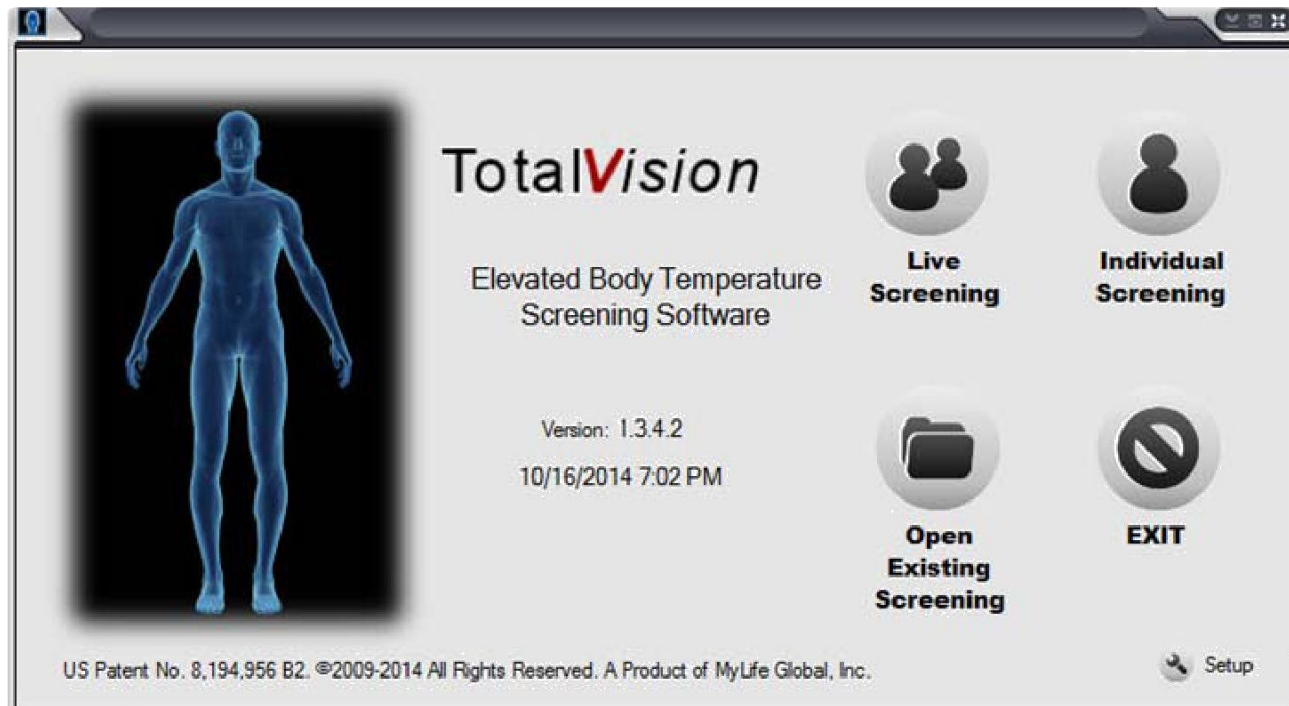 TotalVision
Elevated Body Temperature
Screening Software
Version: 1.3.4.2
10/16/2014 7:02 PM
Live
Screening
Individual
Screening
Open
Existing
Screening
EXIT
US Patent No. 8,194,956 B2. ©2009-2014 All Rights Reserved. A Product of MyLife Global, Inc.
Setup